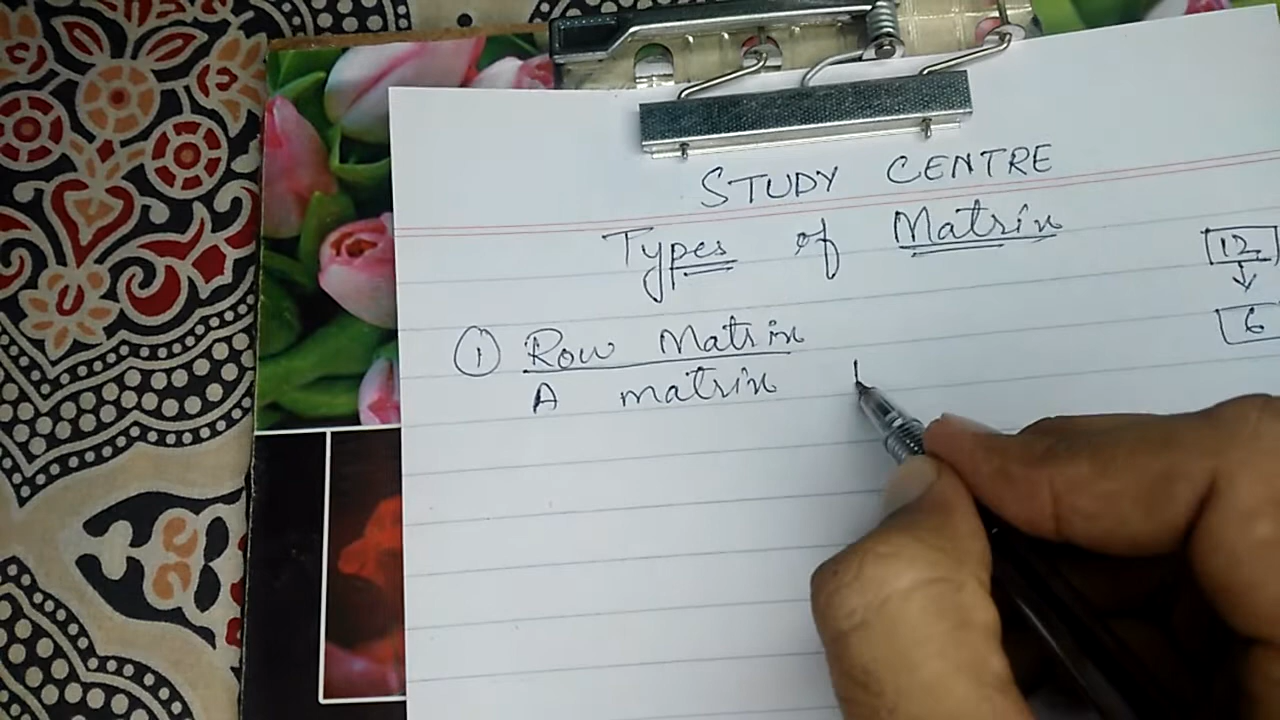 STUDY CENTRE
Types of Matrix
12
6
① Row Matrix
A matrix